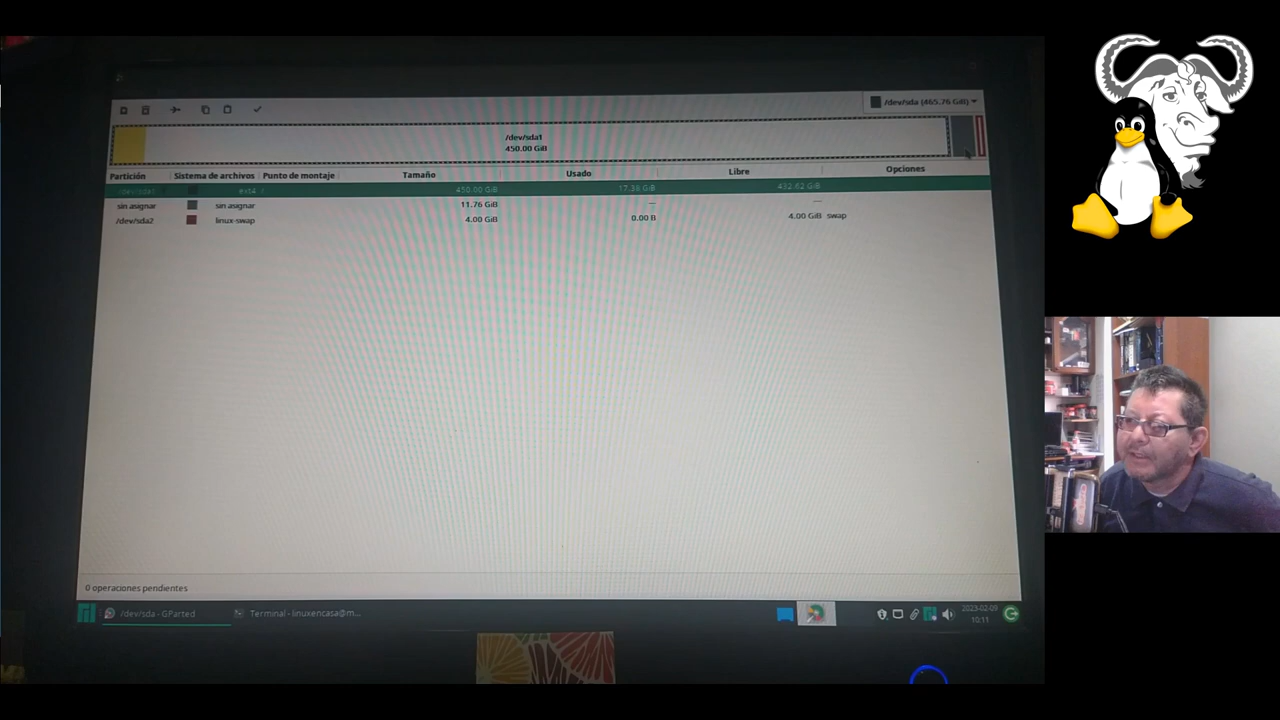 /dev/sda (465.76 GiB)
/dev/sda1
450.00 GiB
Partición Sistema de archivos Punto de montaje Tamaño Usado Libre Opciones
/dev/sda1 ext4 / 450.00 GiB 17.38 GiB 432.62 GiB
sin asignar sin asignar 11.76 GiB — —
/dev/sda2 linux-swap 4.00 GiB 0.00 B 4.00 GiB swap
0 operaciones pendientes
/dev/sda - GParted Terminal - linuxencasa@m...
2023-02-09
10:11